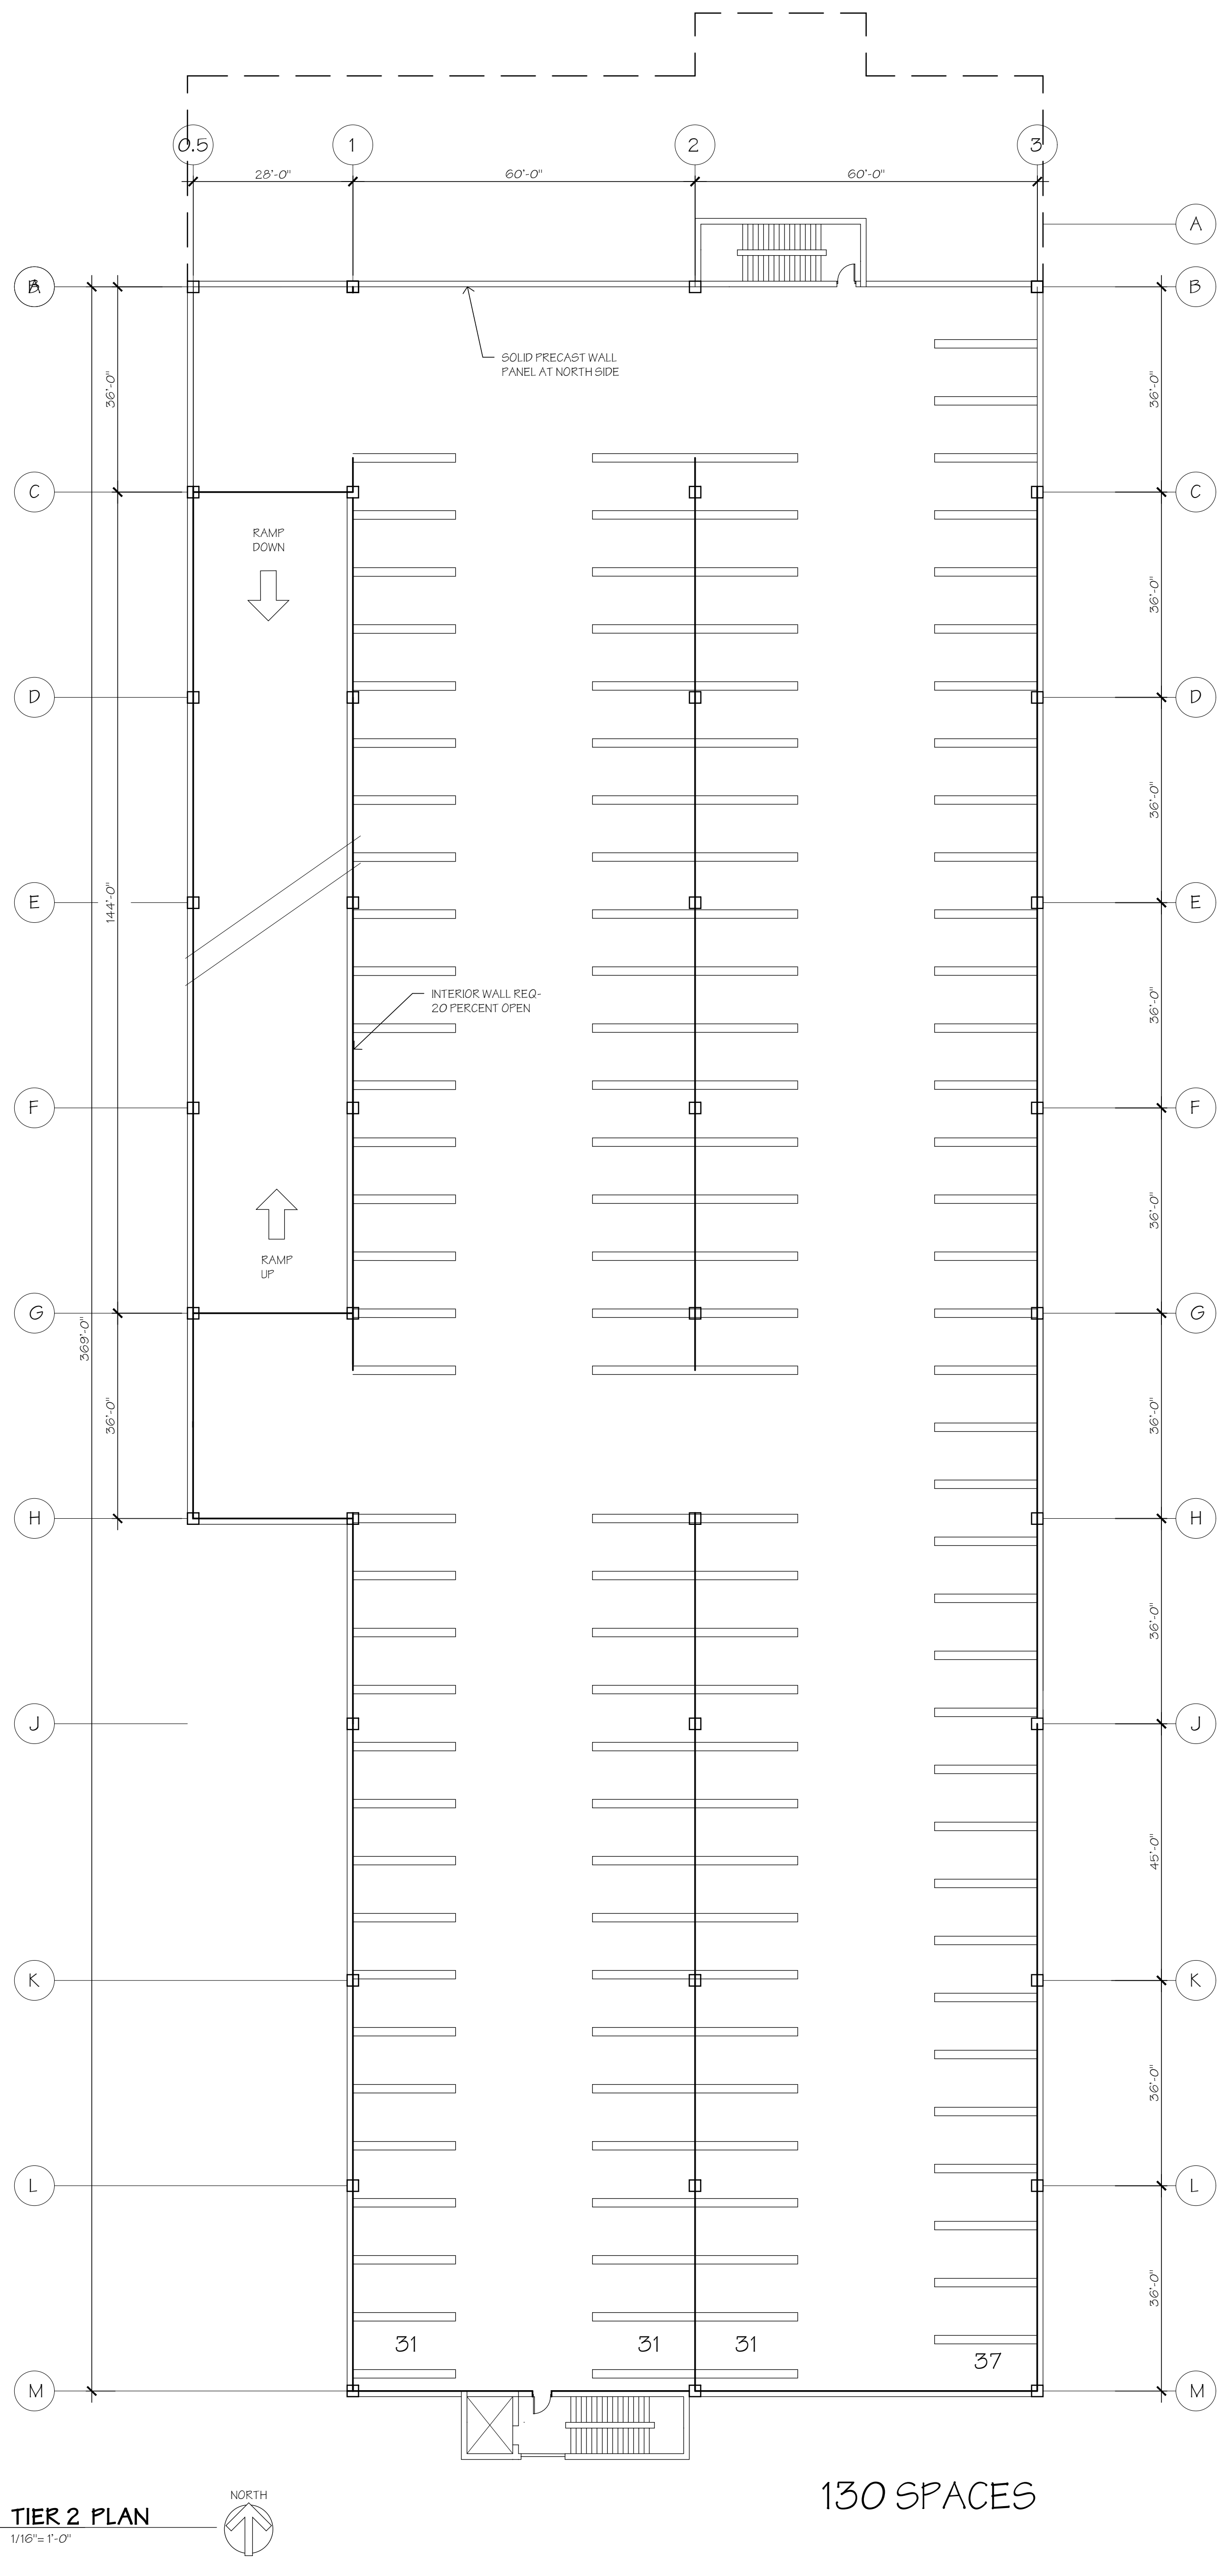 0.5
1
2
3
28'-0"
60'-0"
60'-0"
A
B
B
36'-0"
36'-0"
SOLID PRECAST WALL
PANEL AT NORTH SIDE
C
C
RAMP
DOWN
36'-0"
D
D
36'-0"
E
144'-0"
E
INTERIOR WALL REQ-
20 PERCENT OPEN
36'-0"
F
F
36'-0"
RAMP
UP
G
G
369'-0"
36'-0"
36'-0"
H
H
36'-0"
J
J
45'-0"
K
K
36'-0"
L
L
36'-0"
31
31
31
37
M
M
130 SPACES
NORTH
TIER 2 PLAN
1/16"= 1'-0"